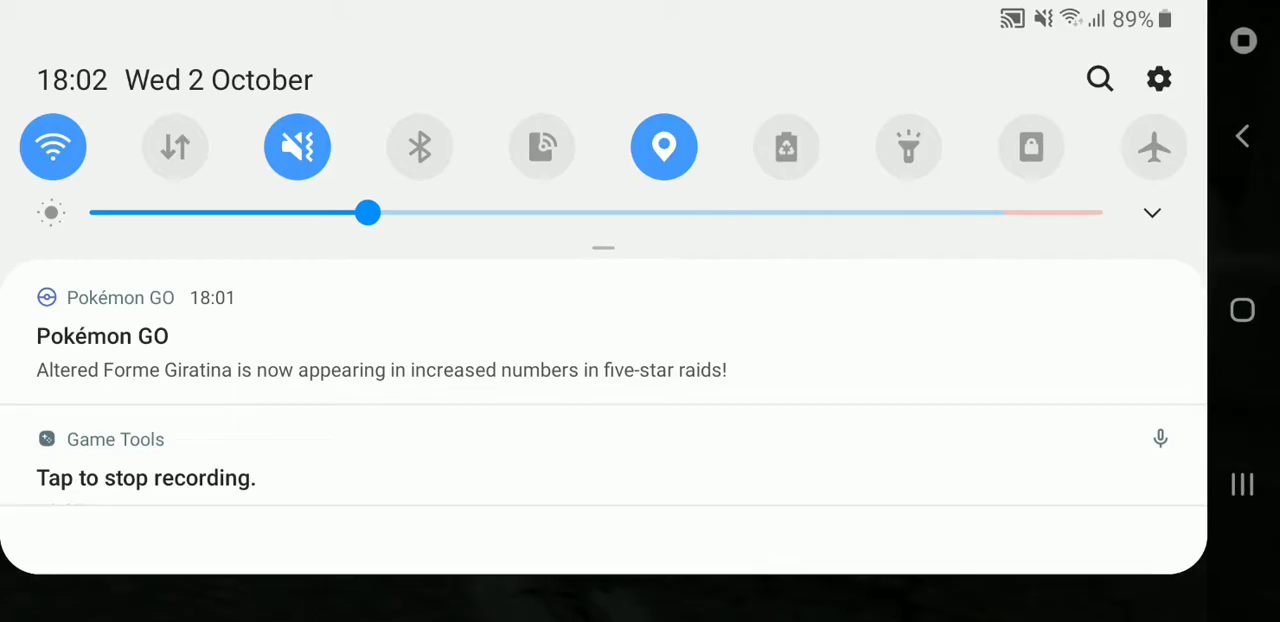 89%
18:02 Wed 2 October
Pokémon GO 18:01
Pokémon GO
Altered Forme Giratina is now appearing in increased numbers in five-star raids!
Game Tools
Tap to stop recording.